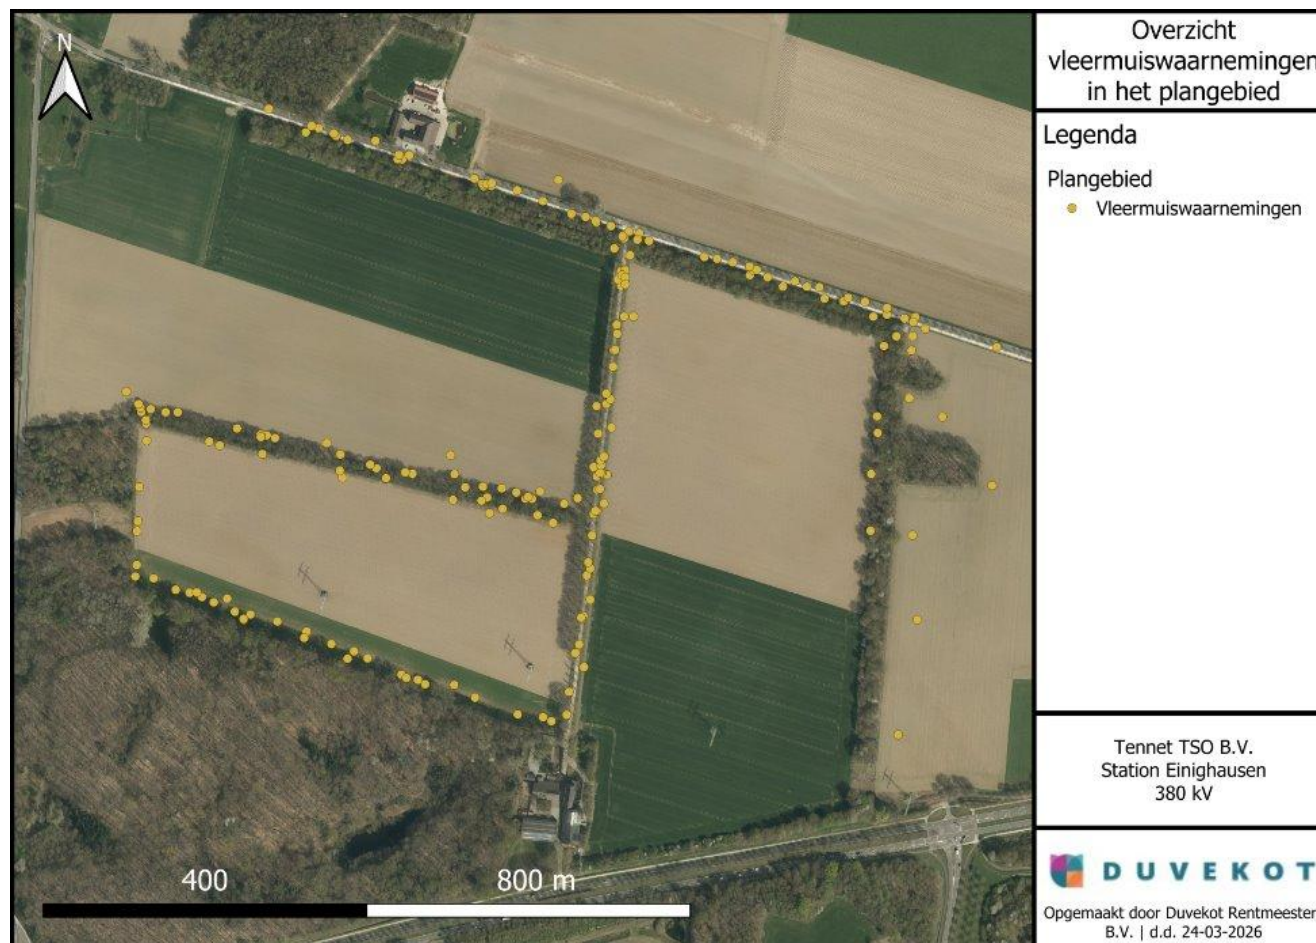 Overzicht
vleermuiswaarnemingen
in het plangebied
Legenda
Plangebied
Vleermuiswaarnemingen
N
400 800 m
Tennet TSO B.V.
Station Einighausen
380 kV
DUVEKOT
Opgemaakt door Duvekot Rentmeester
B.V. | d.d. 24-03-2026